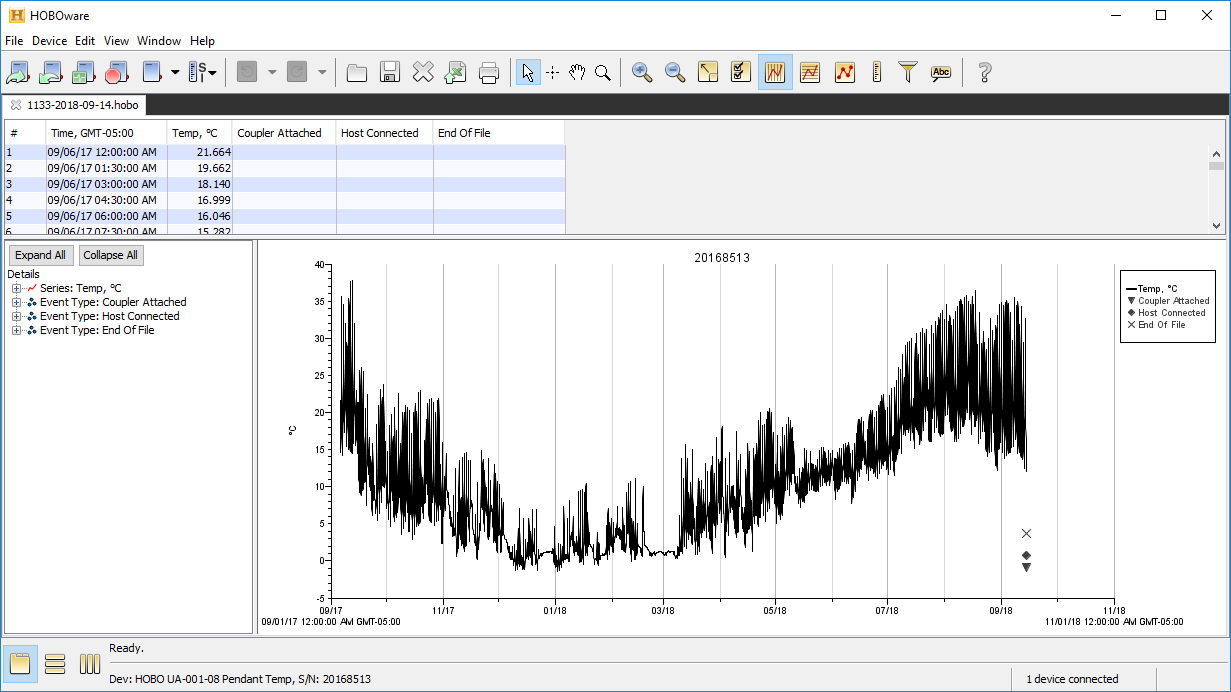 HOBOware
File Device Edit View Window Help
Abc
1133-2018-09-14.hobo
# Time, GMT-05:00 Temp, °C Coupler Attached Host Connected End Of File
1 09/06/17 12:00:00 AM 21.664
2 09/06/17 01:30:00 AM 19.662
3 09/06/17 03:00:00 AM 18.140
4 09/06/17 04:30:00 AM 16.999
5 09/06/17 06:00:00 AM 16.046
6 09/06/17 07:30:00 AM 15.282
Expand All Collapse All
Details
Series: Temp, °C
Event Type: Coupler Attached
Event Type: Host Connected
Event Type: End Of File
20168513
40
35
30
25
20
15
10
5
0
-5
°C
Temp, °C
Coupler Attached
Host Connected
End Of File
09/17 11/17 01/18 03/18 05/18 07/18 09/18 11/18
09/01/17 12:00:00 AM GMT-05:00 11/01/18 12:00:00 AM GMT-05:00
Ready.
Dev: HOBO UA-001-08 Pendant Temp, S/N: 20168513 1 device connected